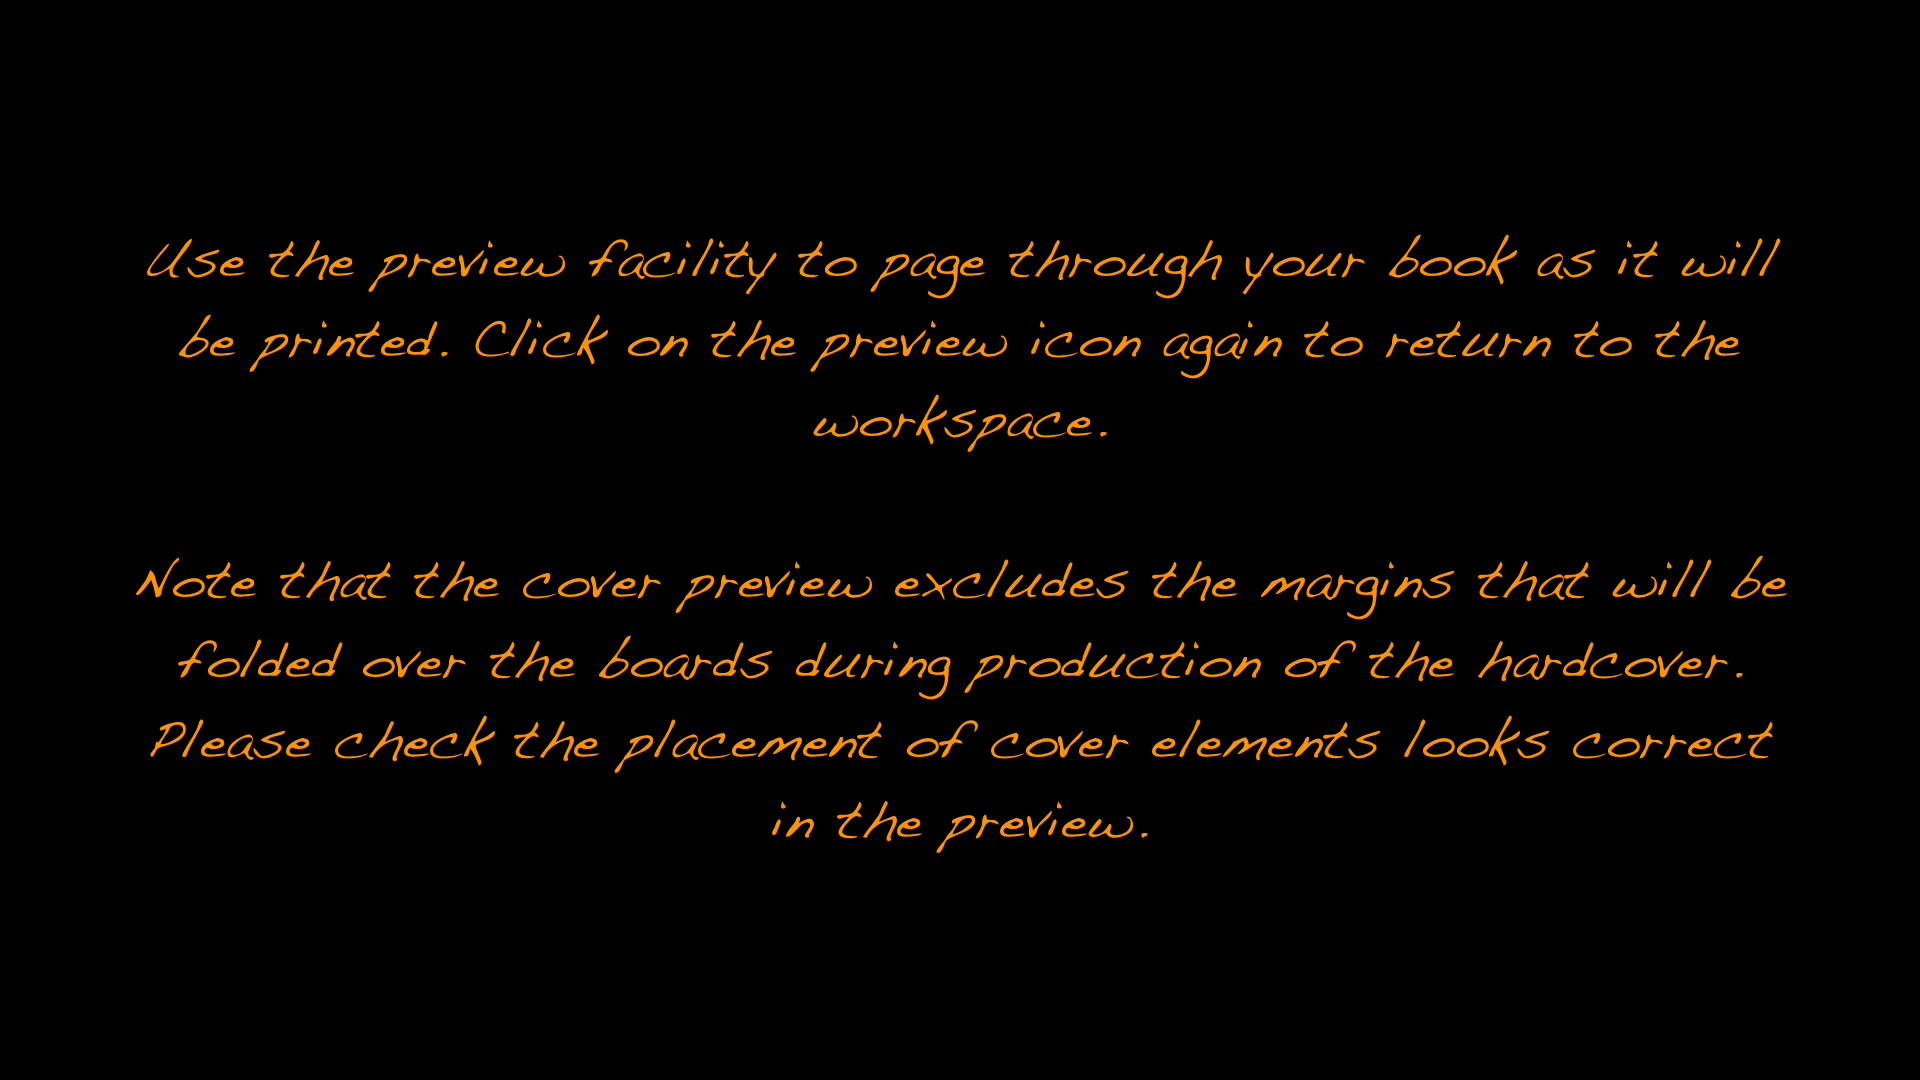 Use the preview facility to page through your book as it will
be printed. Click on the preview icon again to return to the
workspace.
Note that the cover preview excludes the margins that will be
folded over the boards during production of the hardcover.
Please check the placement of cover elements looks correct
in the preview.